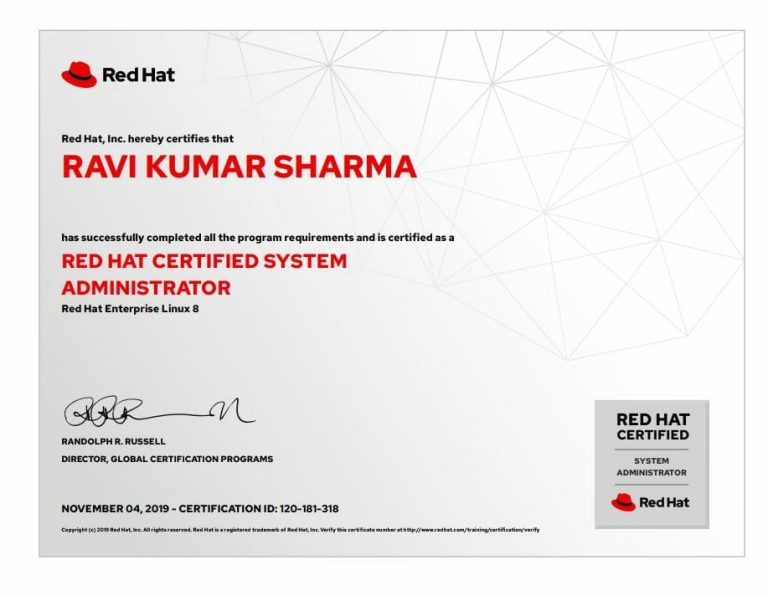 Red Hat
Red Hat, Inc. hereby certifies that
RAVI KUMAR SHARMA
has successfully completed all the program requirements and is certified as a
RED HAT CERTIFIED SYSTEM
ADMINISTRATOR
Red Hat Enterprise Linux 8
RANDOLPH R. RUSSELL
DIRECTOR, GLOBAL CERTIFICATION PROGRAMS
NOVEMBER 04, 2019 - CERTIFICATION ID: 120-181-318
Copyright (c) 2019 Red Hat, Inc. All rights reserved. Red Hat is a registered trademark of Red Hat, Inc. Verify this certificate number at http://www.redhat.com/training/certification/verify
RED HAT
CERTIFIED
SYSTEM
ADMINISTRATOR
Red Hat